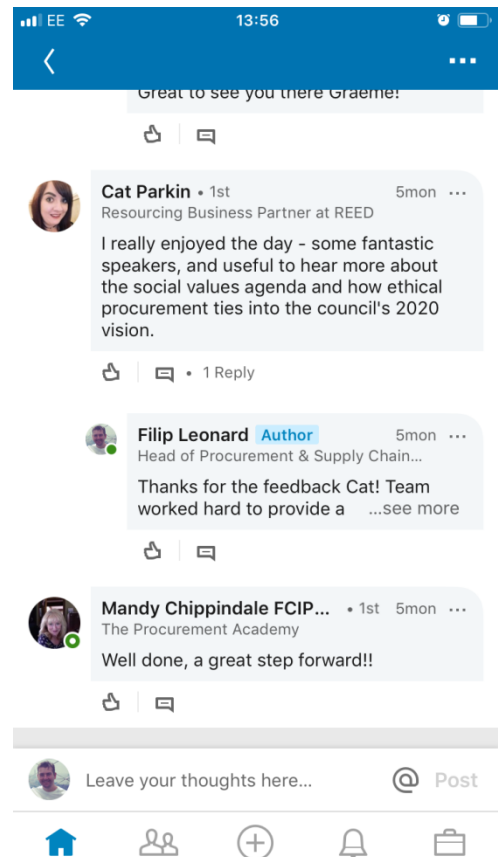 EE 13:56
Great to see you there Graeme!
Cat Parkin • 1st 5mon ...
Resourcing Business Partner at REED
I really enjoyed the day - some fantastic
speakers, and useful to hear more about
the social values agenda and how ethical
procurement ties into the council's 2020
vision.
• 1 Reply
Filip Leonard Author 5mon ...
Head of Procurement & Supply Chain...
Thanks for the feedback Cat! Team
worked hard to provide a ...see more
Mandy Chippindale FCIP... • 1st 5mon ...
The Procurement Academy
Well done, a great step forward!!
Leave your thoughts here... @ Post